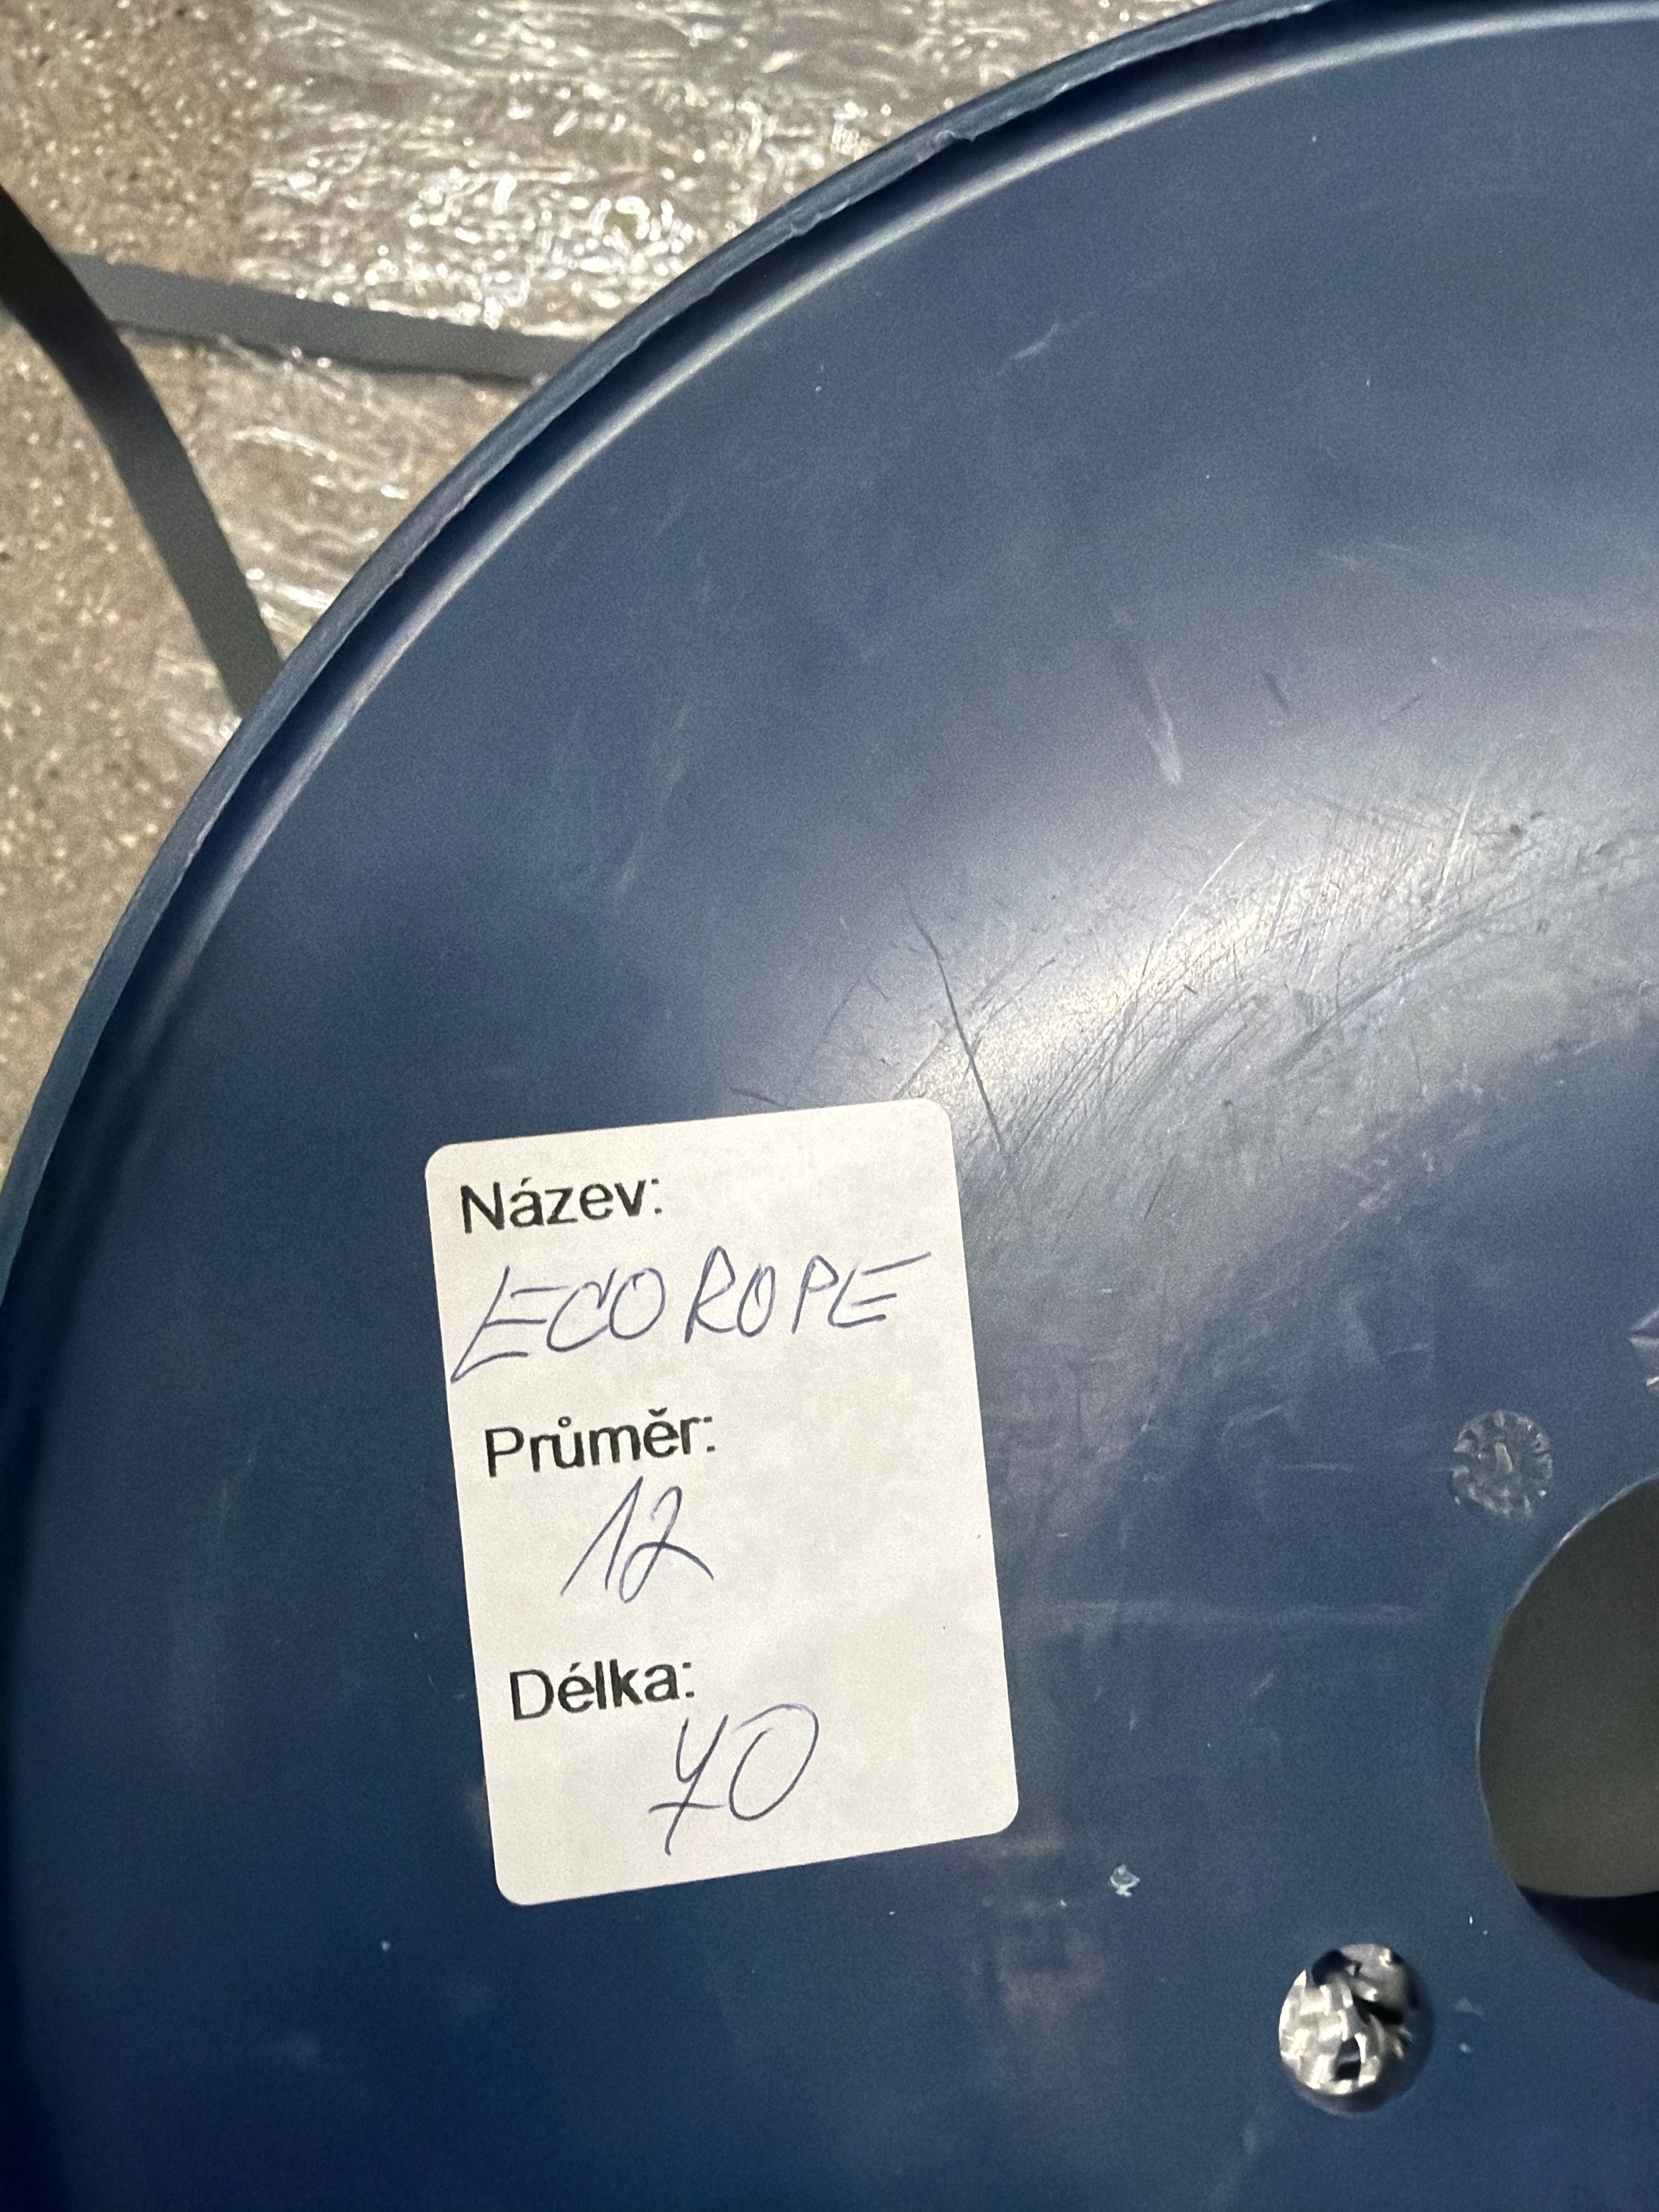 Název:
ECOROPE
Průměr:
12
Délka:
70